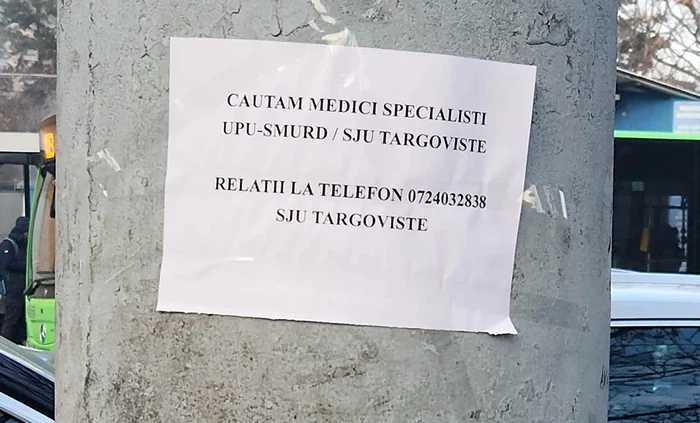 CAUTAM MEDICI SPECIALISTI
UPU-SMURD / SJU TARGOVISTE
RELATII LA TELEFON 0724032838
SJU TARGOVISTE